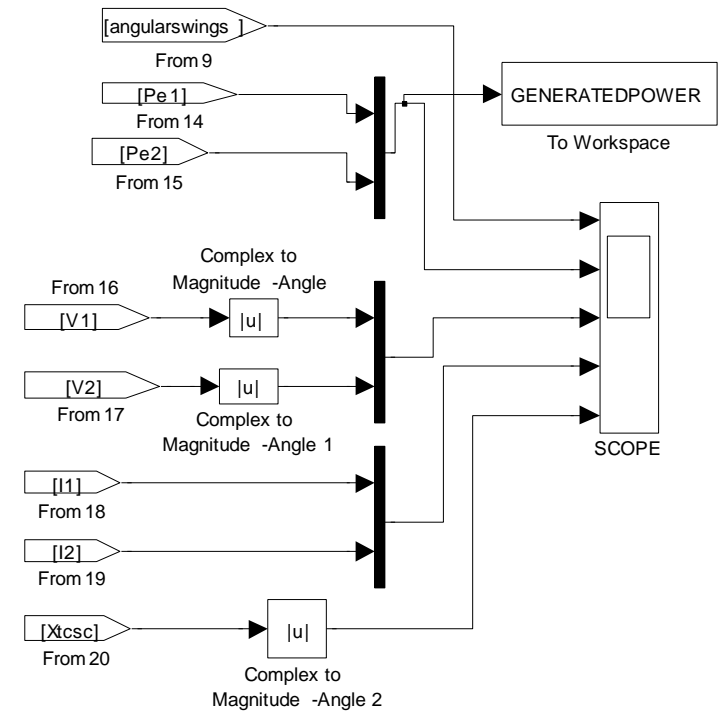 [angularswings ]
From 9
[Pe1]
From 14
[Pe2]
From 15
GENERATEDPOWER
To Workspace
Complex to
Magnitude -Angle
From 16
[V1]
|u|
[V2]
|u|
From 17
Complex to
Magnitude -Angle 1
SCOPE
[I1]
From 18
[I2]
From 19
[Xtcsc]
From 20
|u|
Complex to
Magnitude -Angle 2